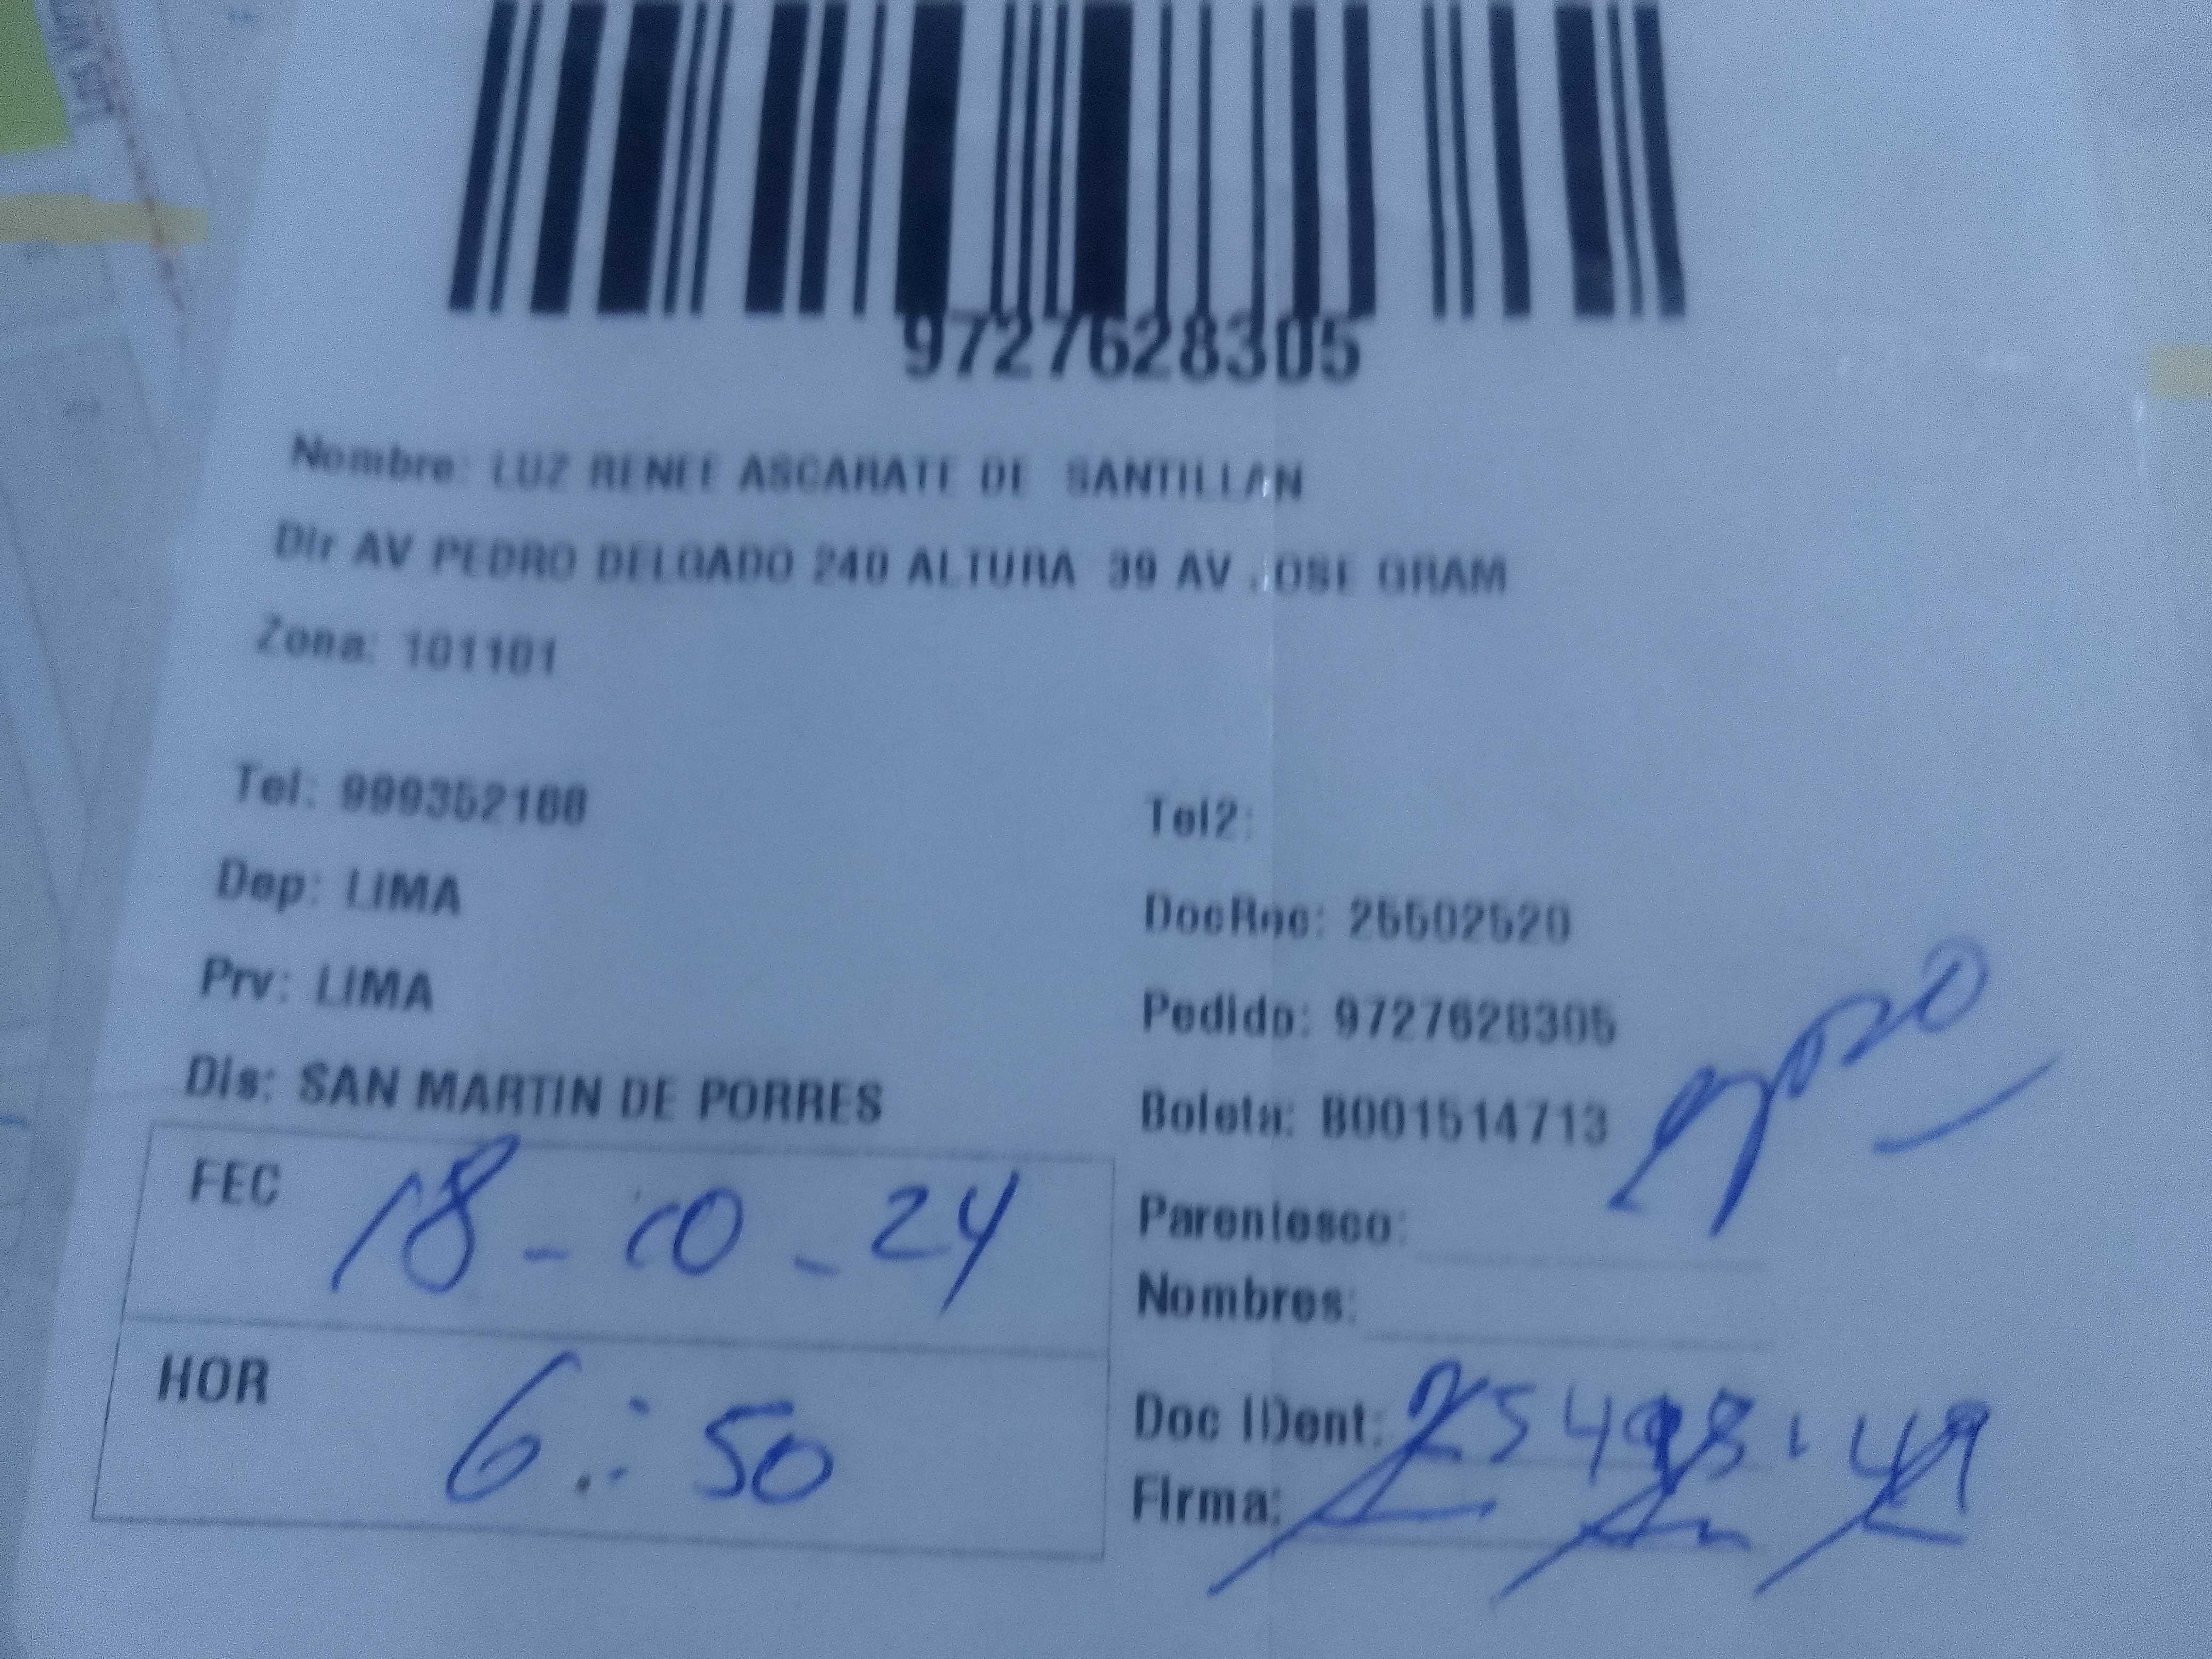 9727628305
Nombre: LUZ RENEE ASCARATE DE SANTILLAN
Dir AV PEDRO DELGADO 240 ALTURA 39 AV JOSE GRAM
Zona: 101101
Tel: 999352188
Tel2:
Dep: LIMA
DocRec: 25502520
Prv: LIMA
Pedido: 9727628305
Dis: SAN MARTIN DE PORRES
Boleta: B001514713
FEC 18-10-24
Parentesco:
Nombres:
HOR 6:50
Doc IDent:
Firma: